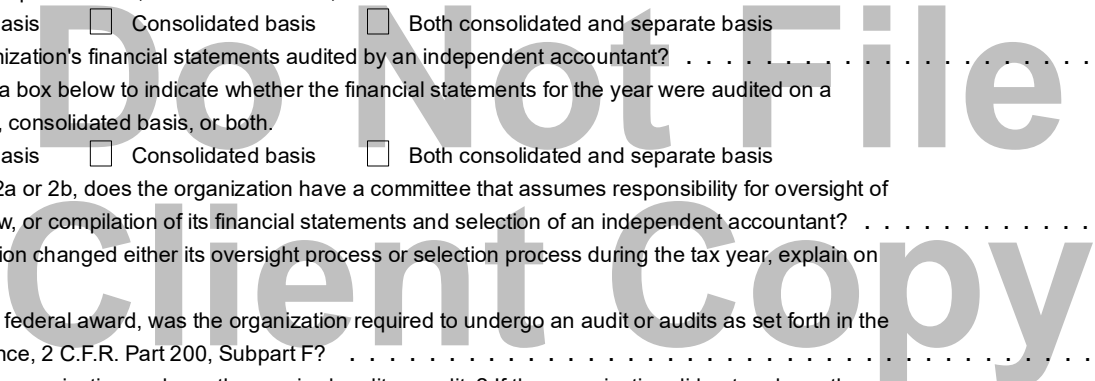 asis Consolidated basis Both consolidated and separate basis
nization's financial statements audited by an independent accountant? . . . . . . . . . . . . . . . . . .
a box below to indicate whether the financial statements for the year were audited on a
, consolidated basis, or both.
asis Consolidated basis Both consolidated and separate basis
2a or 2b, does the organization have a committee that assumes responsibility for oversight of
w, or compilation of its financial statements and selection of an independent accountant? . . . . . . . . . .
ion changed either its oversight process or selection process during the tax year, explain on
federal award, was the organization required to undergo an audit or audits as set forth in the
nce, 2 C.F.R. Part 200, Subpart F? . . . . . . . . . . . . . . . . . . . . . . . . . . . . . . . . .
Do Not File
Client Copy